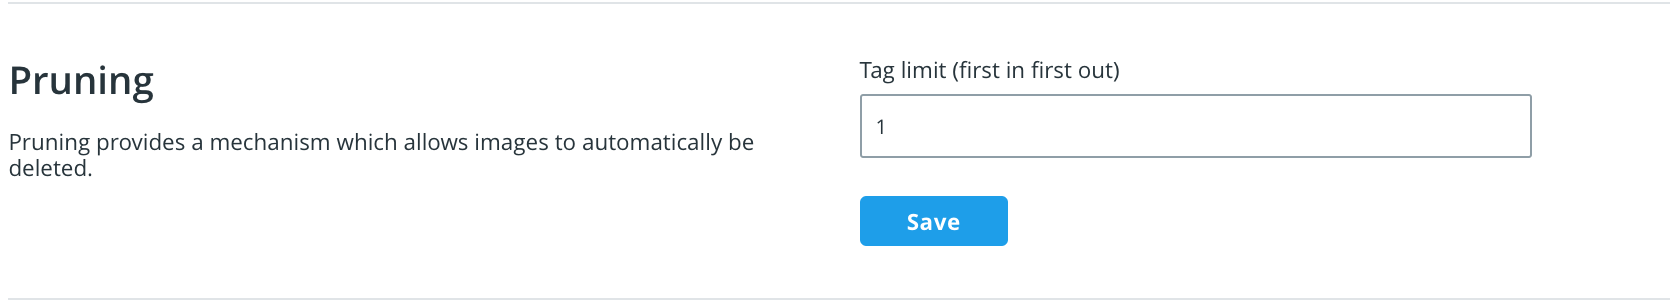 Pruning
Pruning provides a mechanism which allows images to automatically be
deleted.
Tag limit (first in first out)
1
Save